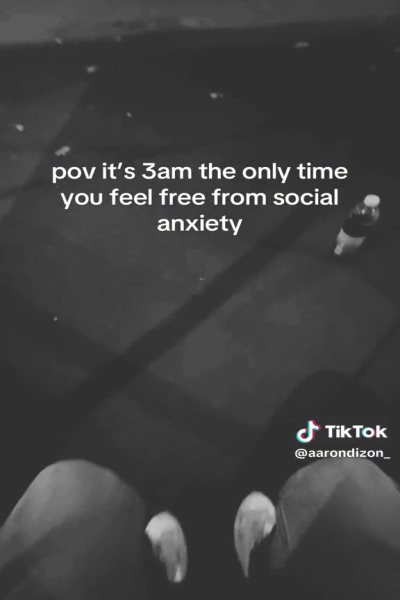 pov it’s 3am the only time
you feel free from social
anxiety
TikTok
@aarondizon_